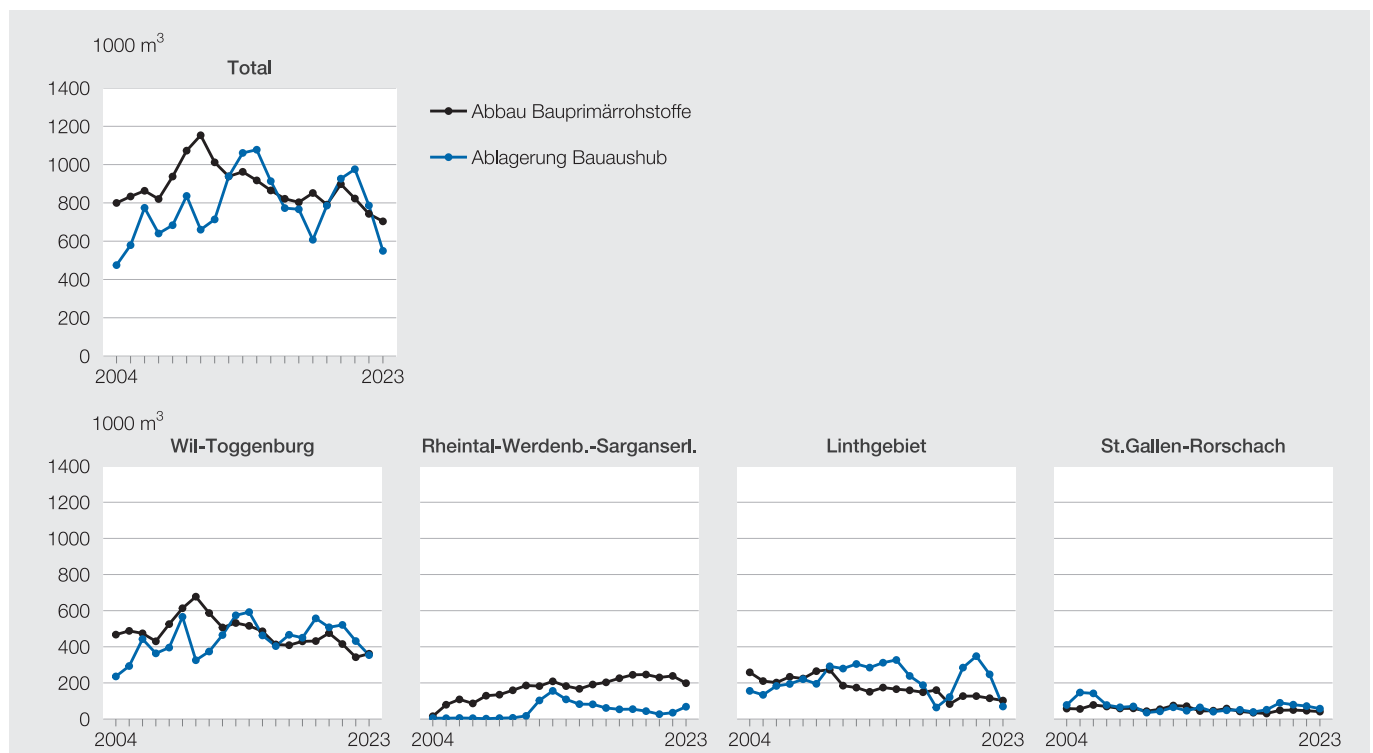 1000 m³
Total
1400
1200
1000
800
600
400
200
0
2004 2023
Abbau Bauprimärrohstoffe
Ablagerung Bauaushub
1000 m³
Wil-Toggenburg Rheintal-Werdenb.-Sarganserl. Linthgebiet St.Gallen-Rorschach
1400
1200
1000
800
600
400
200
0
2004 2023 2004 2023 2004 2023 2004 2023